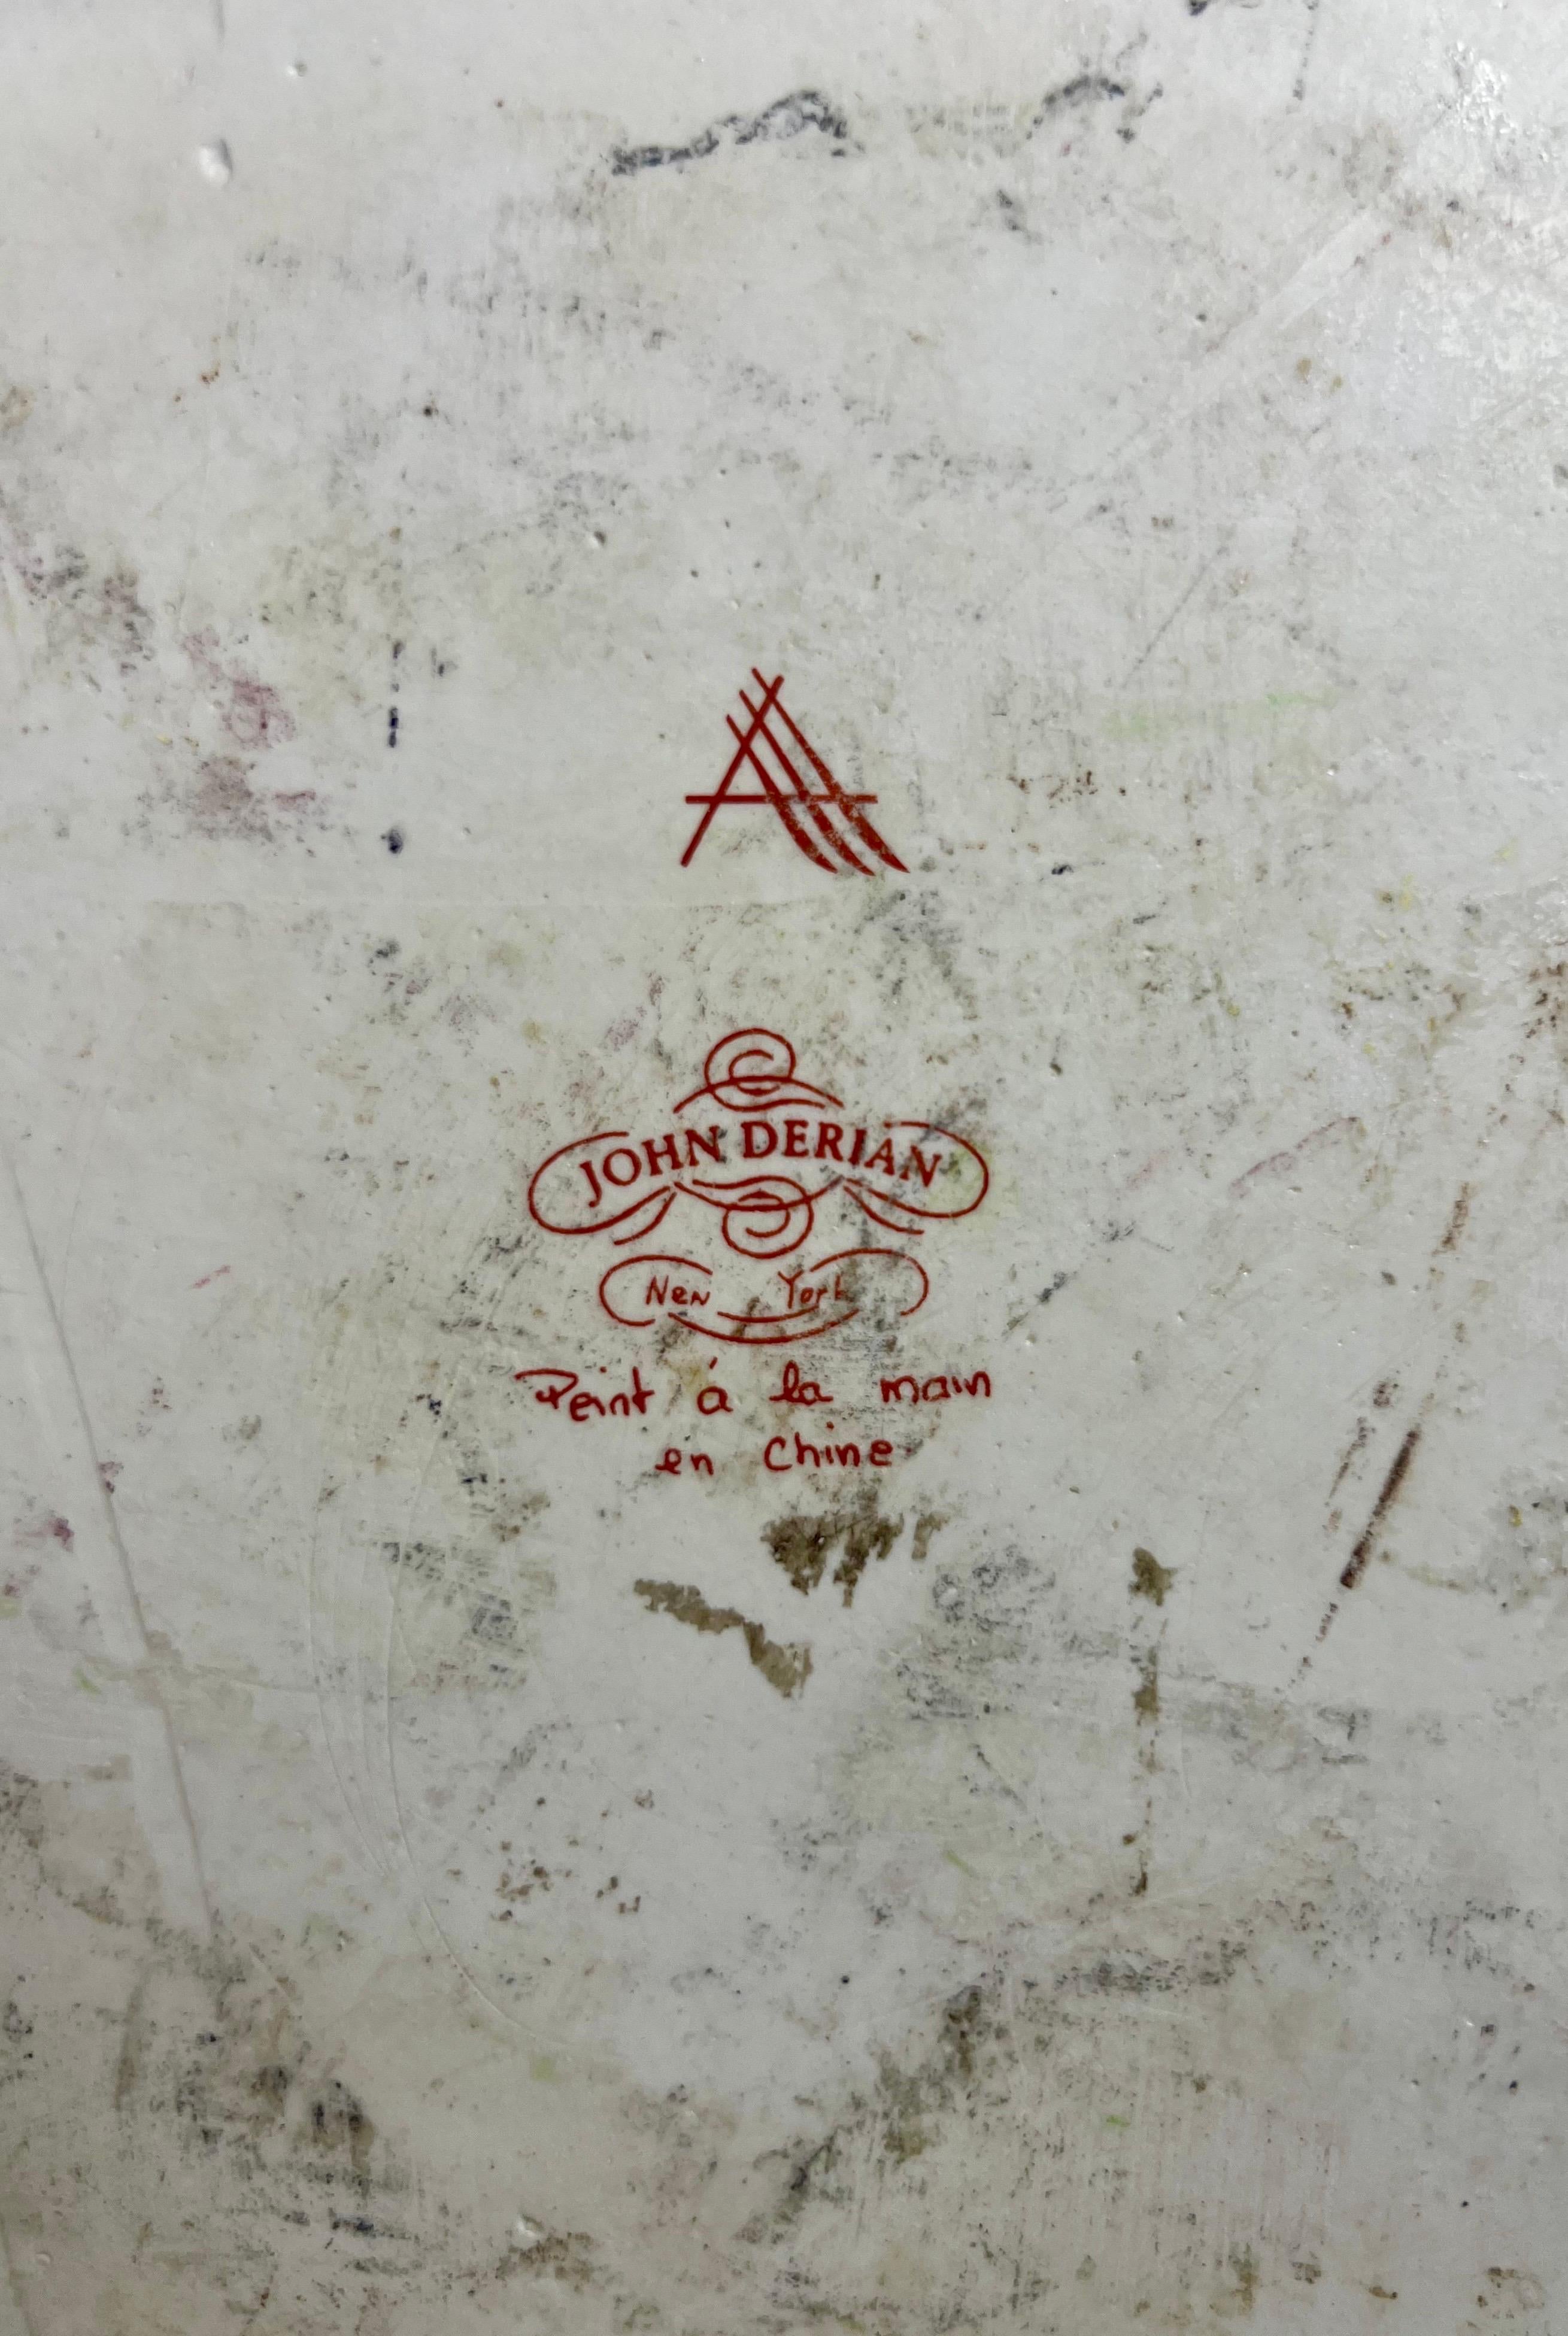 JOHN DERIAN
New York
Peint á la main
en Chine